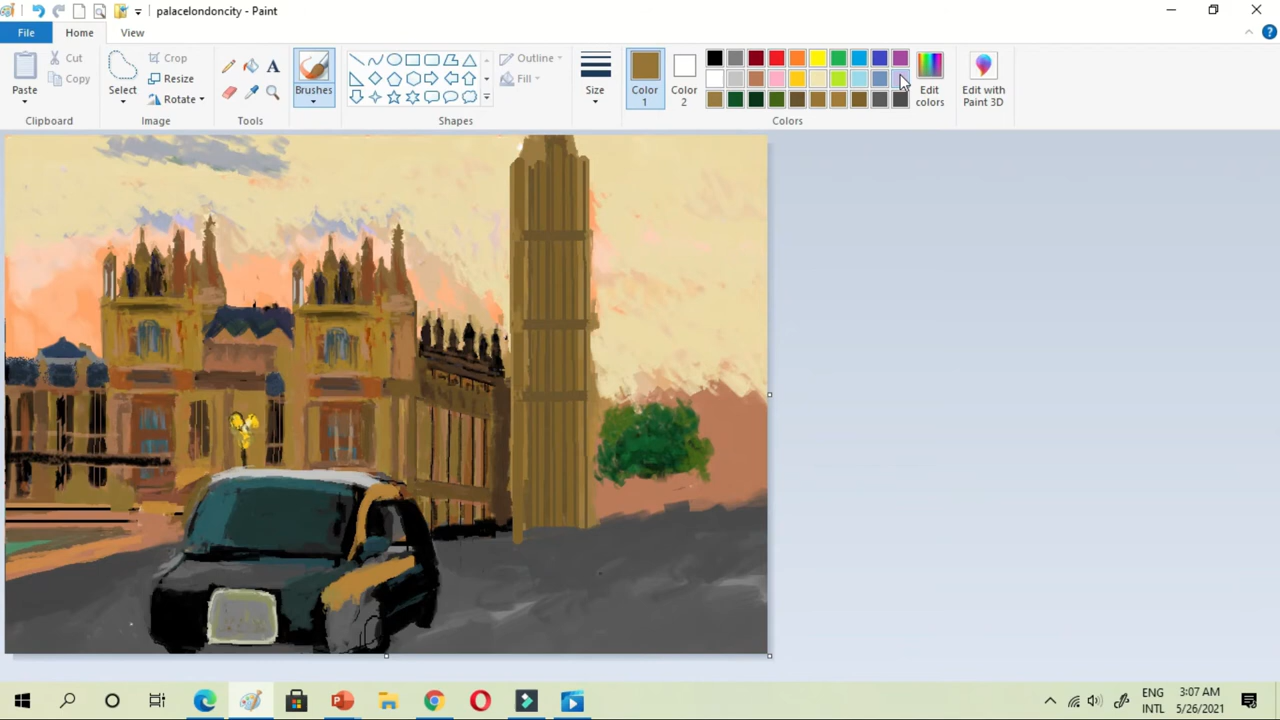 palacelondoncity - Paint
File Home View
Paste
Cut
Copy
Clipboard
Select
Crop
Resize
Rotate
Image
A
Tools
Brushes
Outline
Fill
Shapes
Size
Color 1
Color 2
Edit colors
Colors
Edit with Paint 3D
ENG
INTL
3:07 AM
5/26/2021